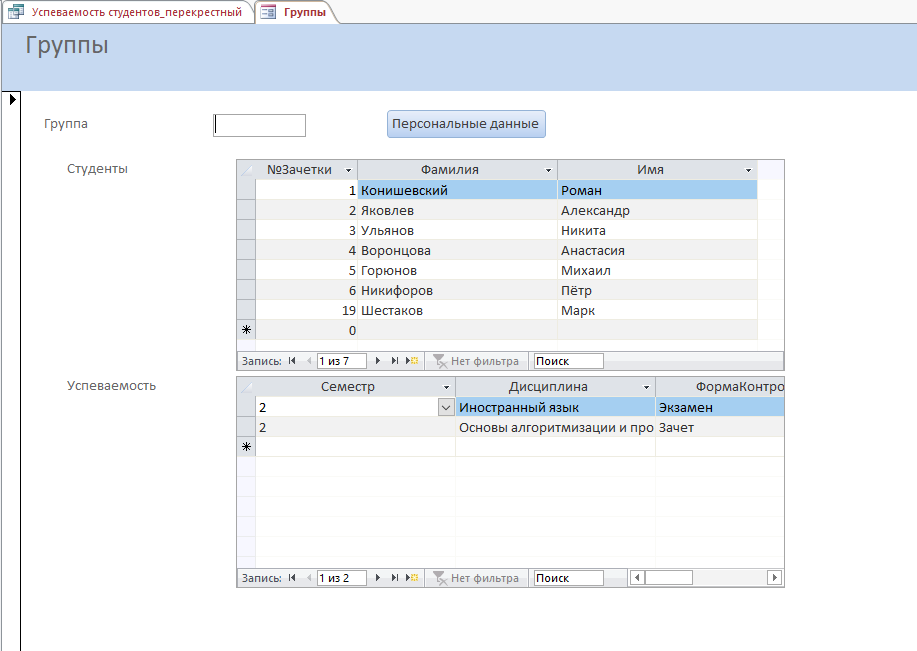 Успеваемость студентов_перекрестный Группы
Группы
Группа Персональные данные
Студенты
№Зачетки Фамилия Имя
1 Конишевский Роман
2 Яковлев Александр
3 Ульянов Никита
4 Воронцова Анастасия
5 Горюнов Михаил
6 Никифоров Пётр
19 Шестаков Марк
0
Запись: 1 из 7 Нет фильтра Поиск
Успеваемость
Семестр Дисциплина ФормаКонтро
2 Иностранный язык Экзамен
2 Основы алгоритмизации и про Зачет
Запись: 1 из 2 Нет фильтра Поиск